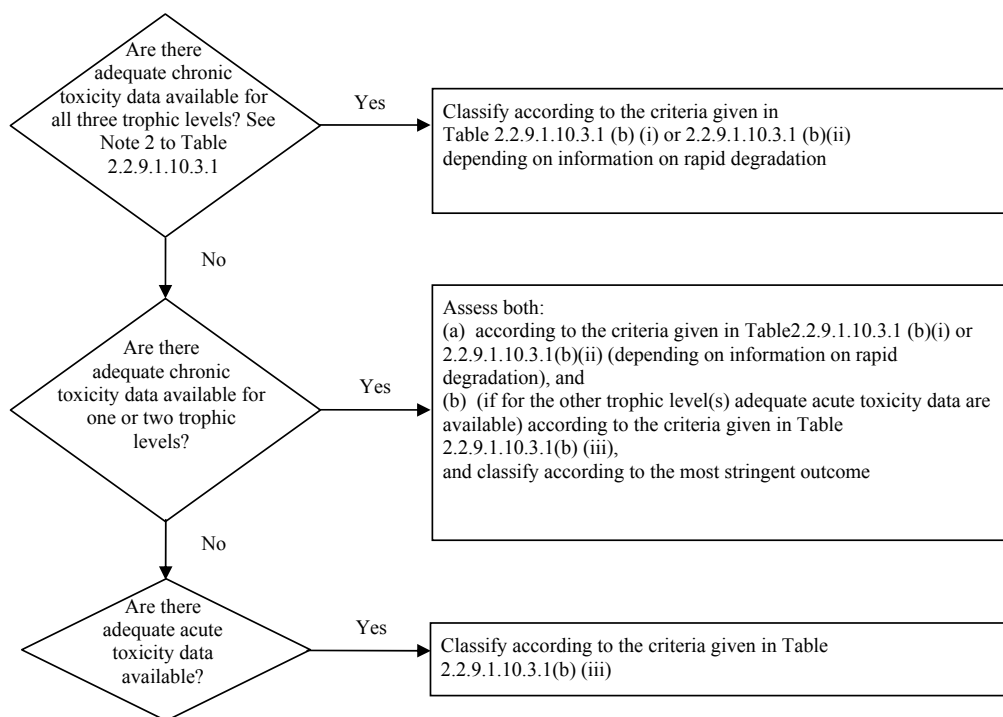 Are there
adequate chronic
toxicity data available for
all three trophic levels? See
Note 2 to Table
2.2.9.1.10.3.1
Yes
Classify according to the criteria given in
Table 2.2.9.1.10.3.1 (b) (i) or 2.2.9.1.10.3.1 (b)(ii)
depending on information on rapid degradation
No
Are there
adequate chronic
toxicity data available for
one or two trophic
levels?
Yes
Assess both:
(a) according to the criteria given in Table2.2.9.1.10.3.1 (b)(i) or
2.2.9.1.10.3.1(b)(ii) (depending on information on rapid
degradation), and
(b) (if for the other trophic level(s) adequate acute toxicity data are
available) according to the criteria given in Table
2.2.9.1.10.3.1(b) (iii),
and classify according to the most stringent outcome
No
Are there
adequate acute
toxicity data
available?
Yes
Classify according to the criteria given in Table
2.2.9.1.10.3.1(b) (iii)